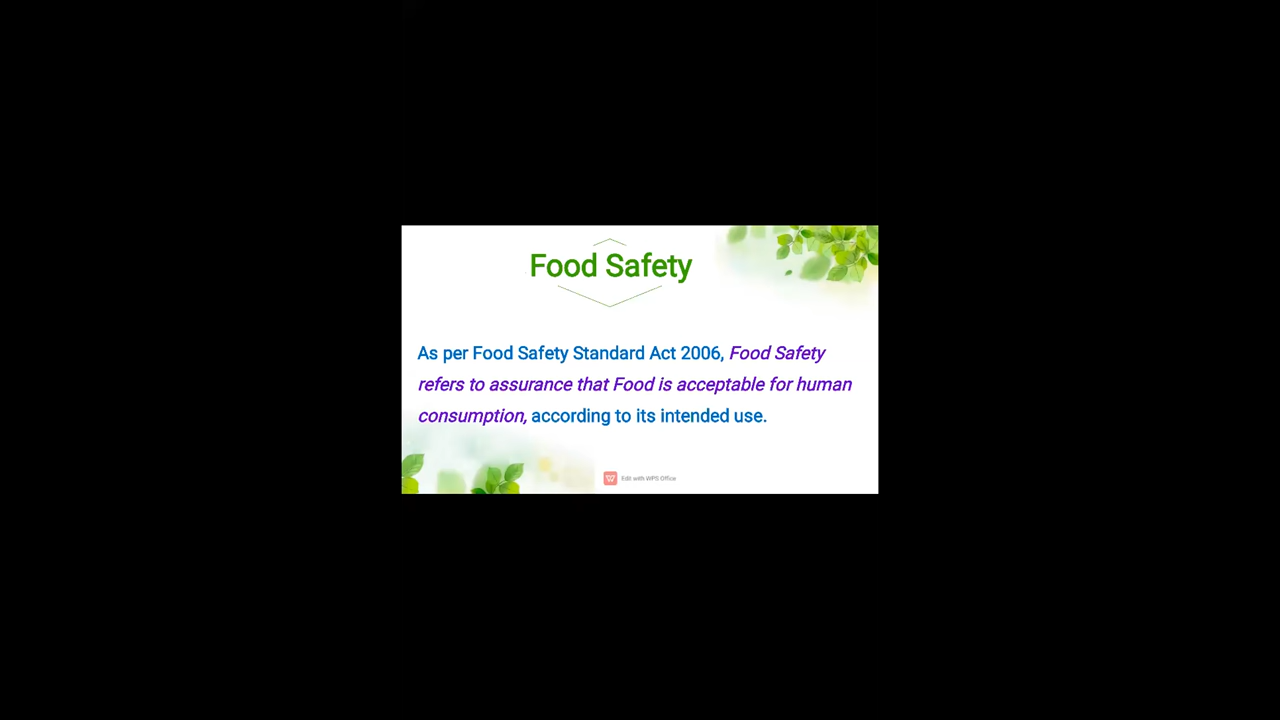 Food Safety
As per Food Safety Standard Act 2006, Food Safety
refers to assurance that Food is acceptable for human
consumption, according to its intended use.
Edit with WPS Office